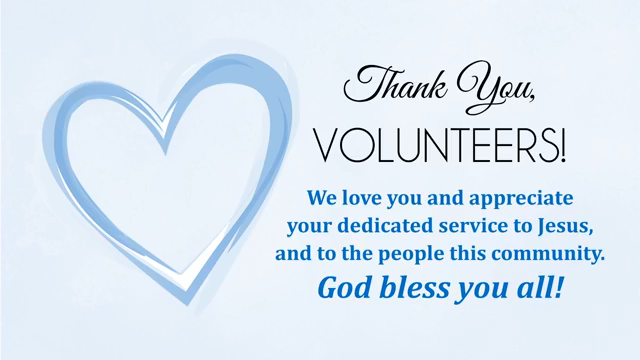 Thank You,
VOLUNTEERS!
We love you and appreciate
your dedicated service to Jesus,
and to the people this community.
God bless you all!